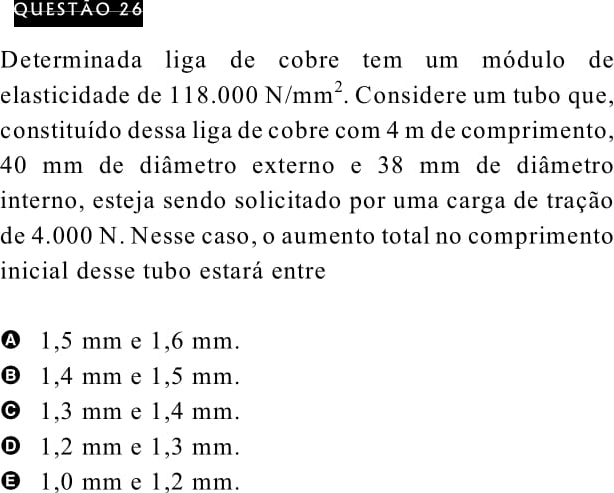 QUESTÃO 26
Determinada liga de cobre tem um módulo de
elasticidade de 118.000 N/mm². Considere um tubo que,
constituído dessa liga de cobre com 4 m de comprimento,
40 mm de diâmetro externo e 38 mm de diâmetro
interno, esteja sendo solicitado por uma carga de tração
de 4.000 N. Nesse caso, o aumento total no comprimento
inicial desse tubo estará entre
A 1,5 mm e 1,6 mm.
B 1,4 mm e 1,5 mm.
C 1,3 mm e 1,4 mm.
D 1,2 mm e 1,3 mm.
E 1,0 mm e 1,2 mm.